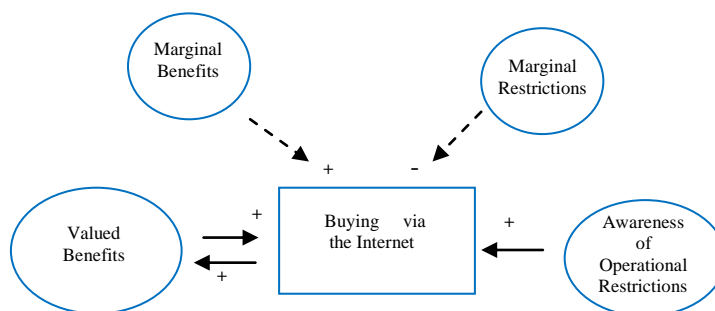 Marginal
Benefits
Marginal
Restrictions
+
-
Valued
Benefits
+
+
Buying via
the Internet
+
Awareness
of
Operational
Restrictions